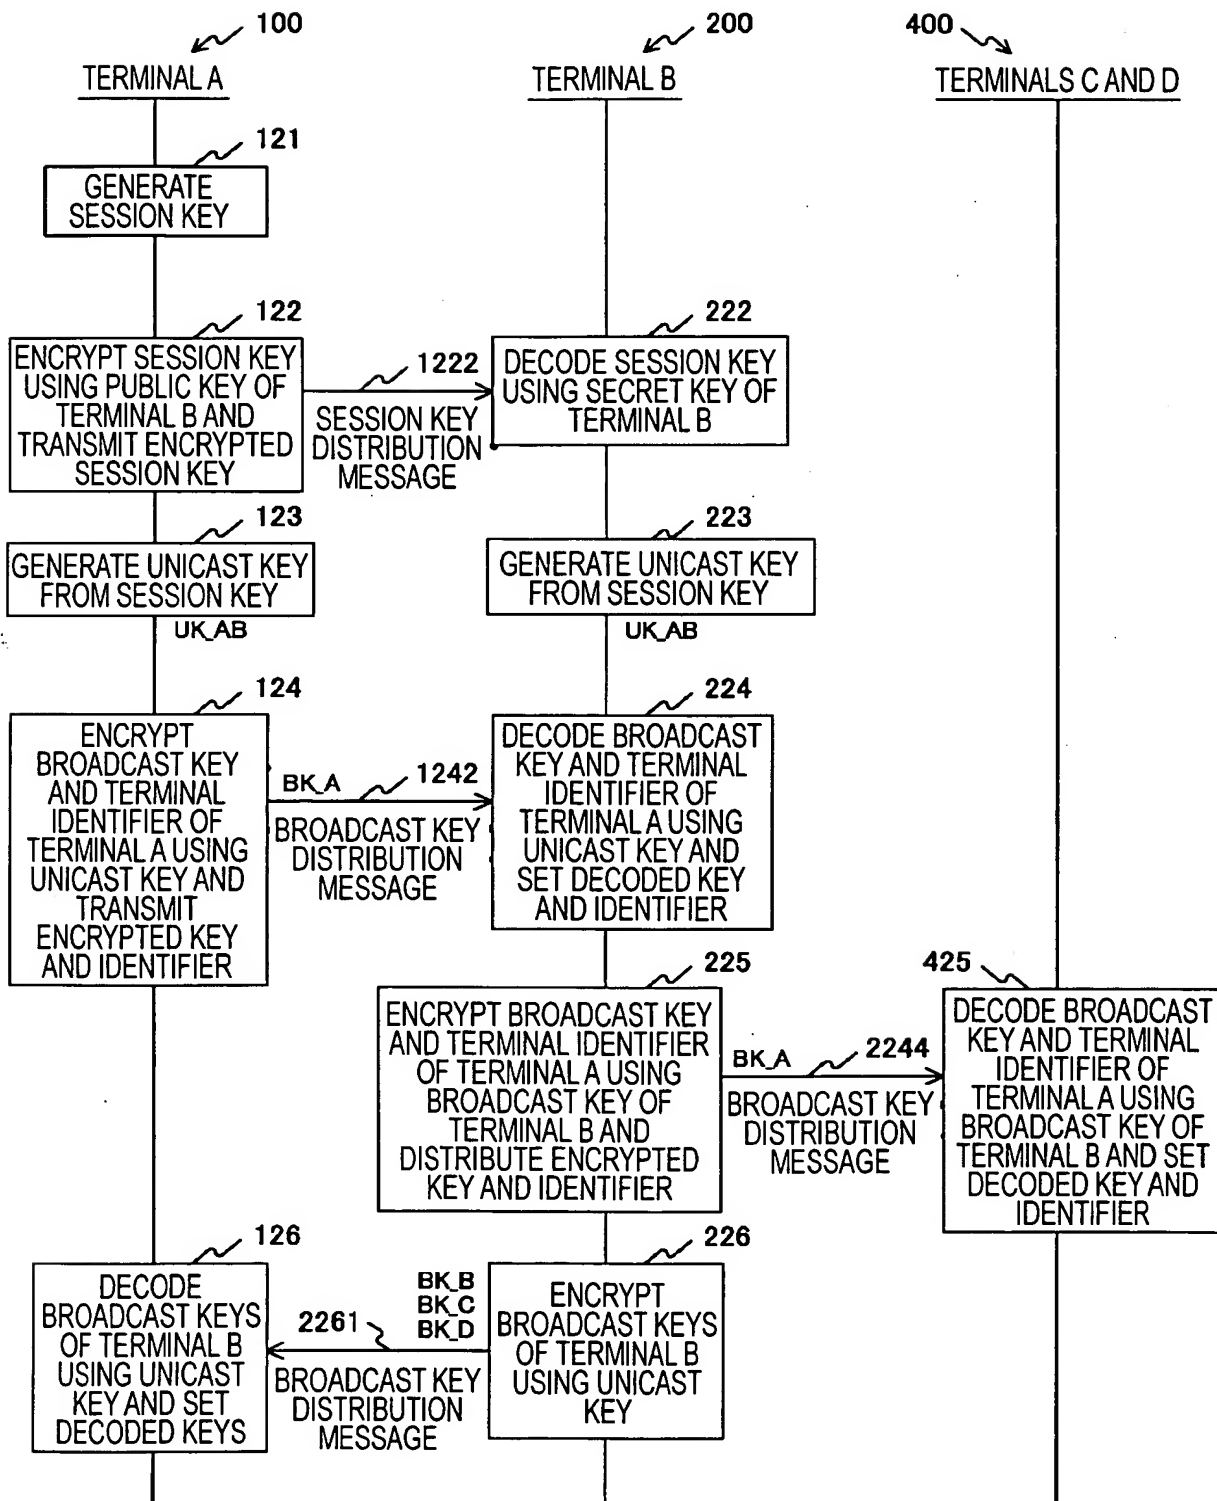 100
200
400
TERMINAL A
TERMINAL B
TERMINALS C AND D
121
GENERATE
SESSION KEY
122
ENCRYPT SESSION KEY
USING PUBLIC KEY OF
TERMINAL B AND
TRANSMIT ENCRYPTED
SESSION KEY
1222
SESSION KEY
DISTRIBUTION
MESSAGE
222
DECODE SESSION KEY
USING SECRET KEY OF
TERMINAL B
123
GENERATE UNICAST KEY
FROM SESSION KEY
UK_AB
223
GENERATE UNICAST KEY
FROM SESSION KEY
UK_AB
124
ENCRYPT
BROADCAST KEY
AND TERMINAL
IDENTIFIER OF
TERMINAL A USING
UNICAST KEY AND
TRANSMIT
ENCRYPTED KEY
AND IDENTIFIER
BK_A
1242
BROADCAST KEY
DISTRIBUTION
MESSAGE
224
DECODE BROADCAST
KEY AND TERMINAL
IDENTIFIER OF
TERMINAL A USING
UNICAST KEY AND
SET DECODED KEY
AND IDENTIFIER
225
ENCRYPT BROADCAST KEY
AND TERMINAL IDENTIFIER
OF TERMINAL A USING
BROADCAST KEY OF
TERMINAL B AND
DISTRIBUTE ENCRYPTED
KEY AND IDENTIFIER
BK_A
2244
BROADCAST KEY
DISTRIBUTION
MESSAGE
425
DECODE BROADCAST
KEY AND TERMINAL
IDENTIFIER OF
TERMINAL A USING
BROADCAST KEY OF
TERMINAL B AND SET
DECODED KEY AND
IDENTIFIER
126
DECODE
BROADCAST KEYS
OF TERMINAL B
USING UNICAST
KEY AND SET
DECODED KEYS
BK_B
BK_C
BK_D
2261
BROADCAST KEY
DISTRIBUTION
MESSAGE
226
ENCRYPT
BROADCAST KEYS
OF TERMINAL B
USING UNICAST
KEY